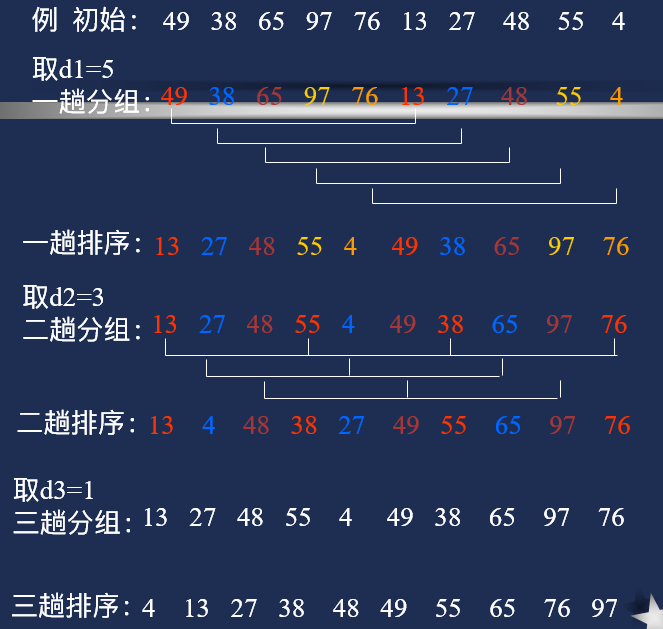 例 初始： 49 38 65 97 76 13 27 48 55 4
取d1=5
一趟分组：49 38 65 97 76 13 27 48 55 4
一趟排序：13 27 48 55 4 49 38 65 97 76
取d2=3
二趟分组：13 27 48 55 4 49 38 65 97 76
二趟排序：13 4 48 38 27 49 55 65 97 76
取d3=1
三趟分组：13 27 48 55 4 49 38 65 97 76
三趟排序：4 13 27 38 48 49 55 65 76 97